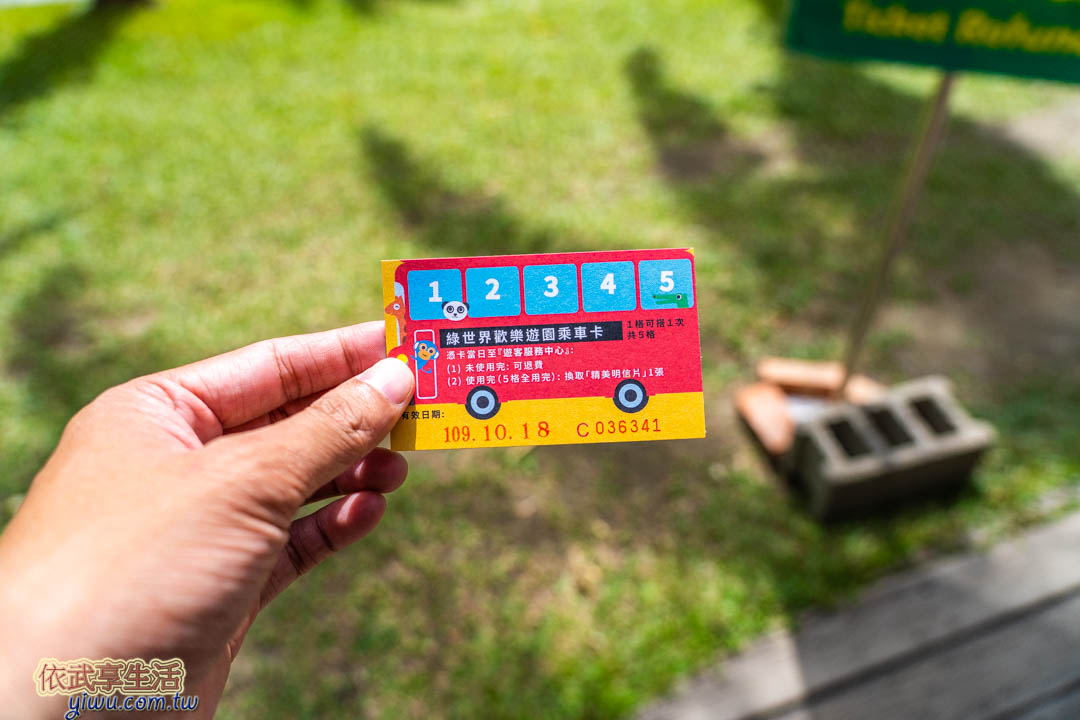 Ticket Refun
1 2 3 4 5
綠世界歡樂遊園乘車卡
1格可搭1次
共5格
憑卡當日至『遊客服務中心』:
(1) 未使用完: 可退費
(2) 使用完(5格全用完): 換取「精美明信片」1張
有效日期:
109.10.18 C036341
依武享生活
yiwu.com.tw